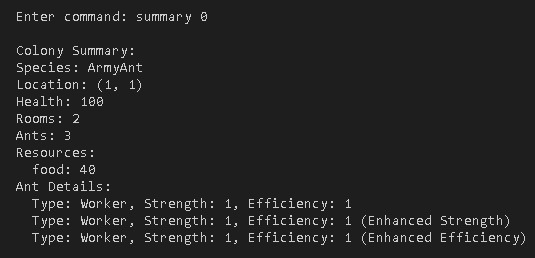 Enter command: summary 0
Colony Summary:
Species: ArmyAnt
Location: (1, 1)
Health: 100
Rooms: 2
Ants: 3
Resources:
  food: 40
Ant Details:
  Type: Worker, Strength: 1, Efficiency: 1
  Type: Worker, Strength: 1, Efficiency: 1 (Enhanced Strength)
  Type: Worker, Strength: 1, Efficiency: 1 (Enhanced Efficiency)